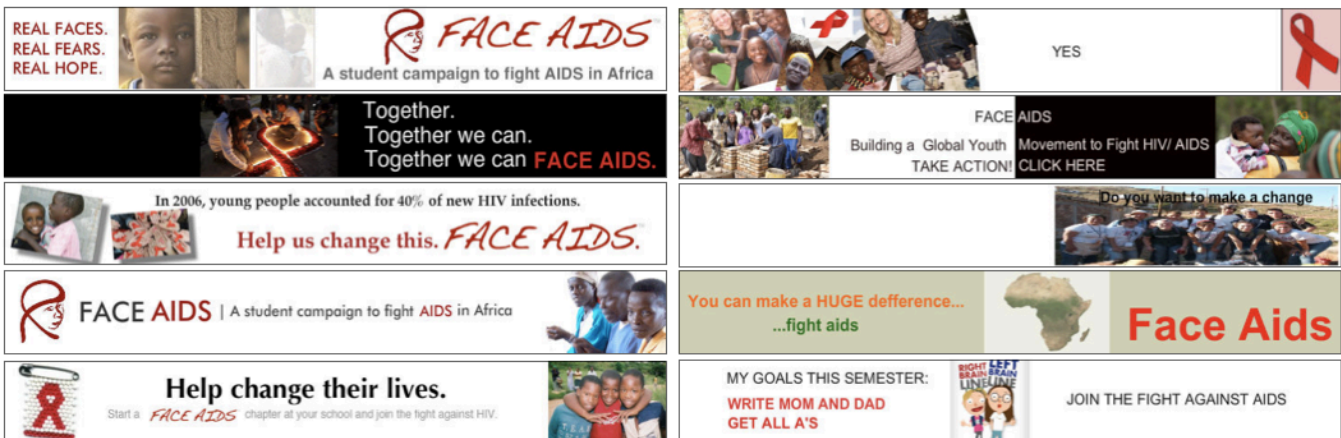 REAL FACES.
REAL FEARS.
REAL HOPE.
FACE AIDS™
A student campaign to fight AIDS in Africa
Together.
Together we can.
Together we can FACE AIDS.
In 2006, young people accounted for 40% of new HIV infections.
Help us change this. FACE AIDS.
FACE AIDS | A student campaign to fight AIDS in Africa
Help change their lives.
Start a FACE AIDS chapter at your school and join the fight against HIV.
YES
FACE AIDS
Building a Global Youth Movement to Fight HIV/ AIDS
TAKE ACTION! CLICK HERE
Do you want to make a change
You can make a HUGE defference...
...fight aids
Face Aids
MY GOALS THIS SEMESTER:
WRITE MOM AND DAD
GET ALL A'S
RIGHT LEFT
BRAIN BRAIN
LINE LINE
JOIN THE FIGHT AGAINST AIDS